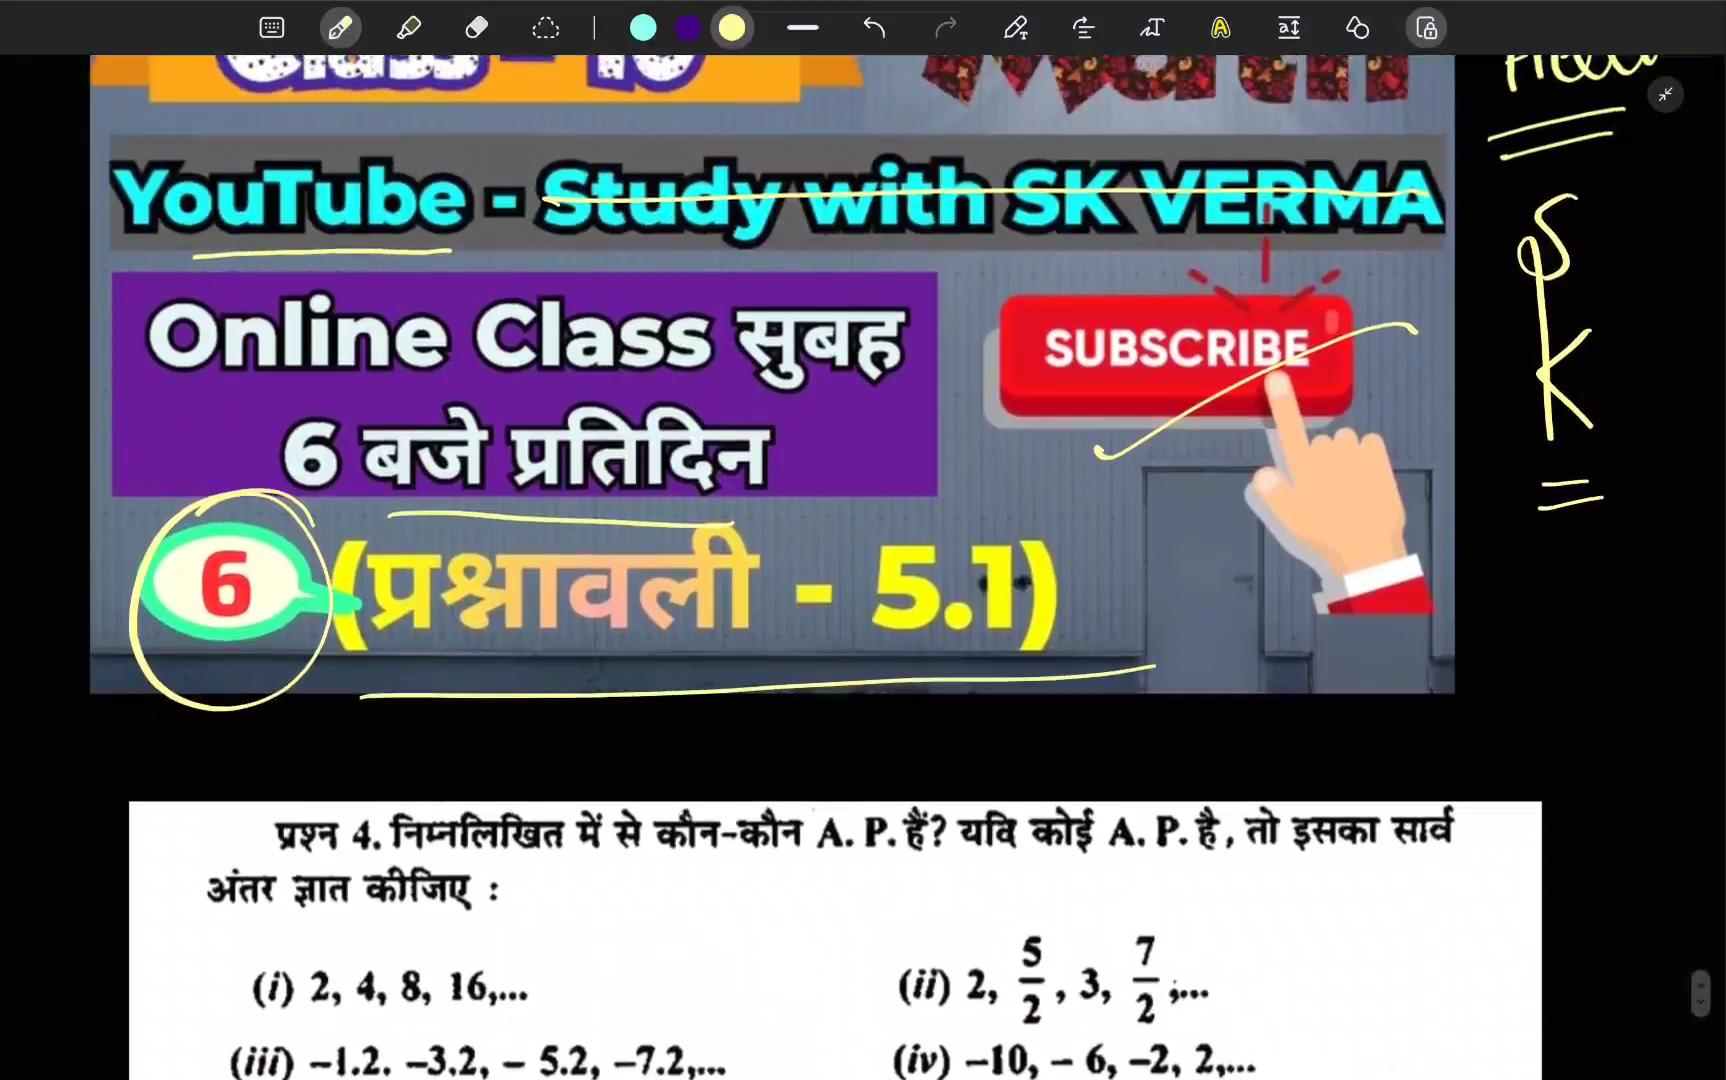 YouTube - Study with SK VERMA
Online Class सुबह
6 बजे प्रतिदिन
SUBSCRIBE
6 (प्रश्नावली - 5.1)
S
K
प्रश्न 4. निम्नलिखित में से कौन-कौन A. P. हैं? यदि कोई A. P. है, तो इसका सार्व
अंतर ज्ञात कीजिए :
(i) 2, 4, 8, 16,...
(ii) 2, 5/2, 3, 7/2,...
(iii) –1.2, –3.2, – 5.2, –7.2,...
(iv) –10, – 6, –2, 2,...